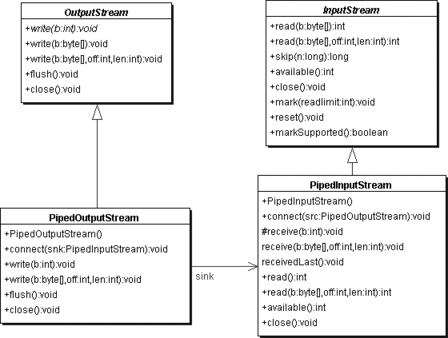 OutputStream
+write(b:int):void
+write(b:byte[]):void
+write(b:byte[],off:int,len:int):void
+flush():void
+close():void
InputStream
+read(b:byte[]):int
+read(b:byte[],off:int,len:int):int
+skip(n:long):long
+available():int
+close():void
+mark(readlimit:int):void
+reset():void
+markSupported():boolean
PipedOutputStream
+PipedOutputStream()
+connect(snk:PipedInputStream):void
+write(b:int):void
+write(b:byte[],off:int,len:int):void
+flush():void
+close():void
sink
PipedInputStream
+PipedInputStream()
+connect(src:PipedOutputStream):void
#receive(b:int):void
receive(b:byte[],off:int,len:int):void
receivedLast():void
+read():int
+read(b:byte[],off:int,len:int):int
+available():int
+close():void